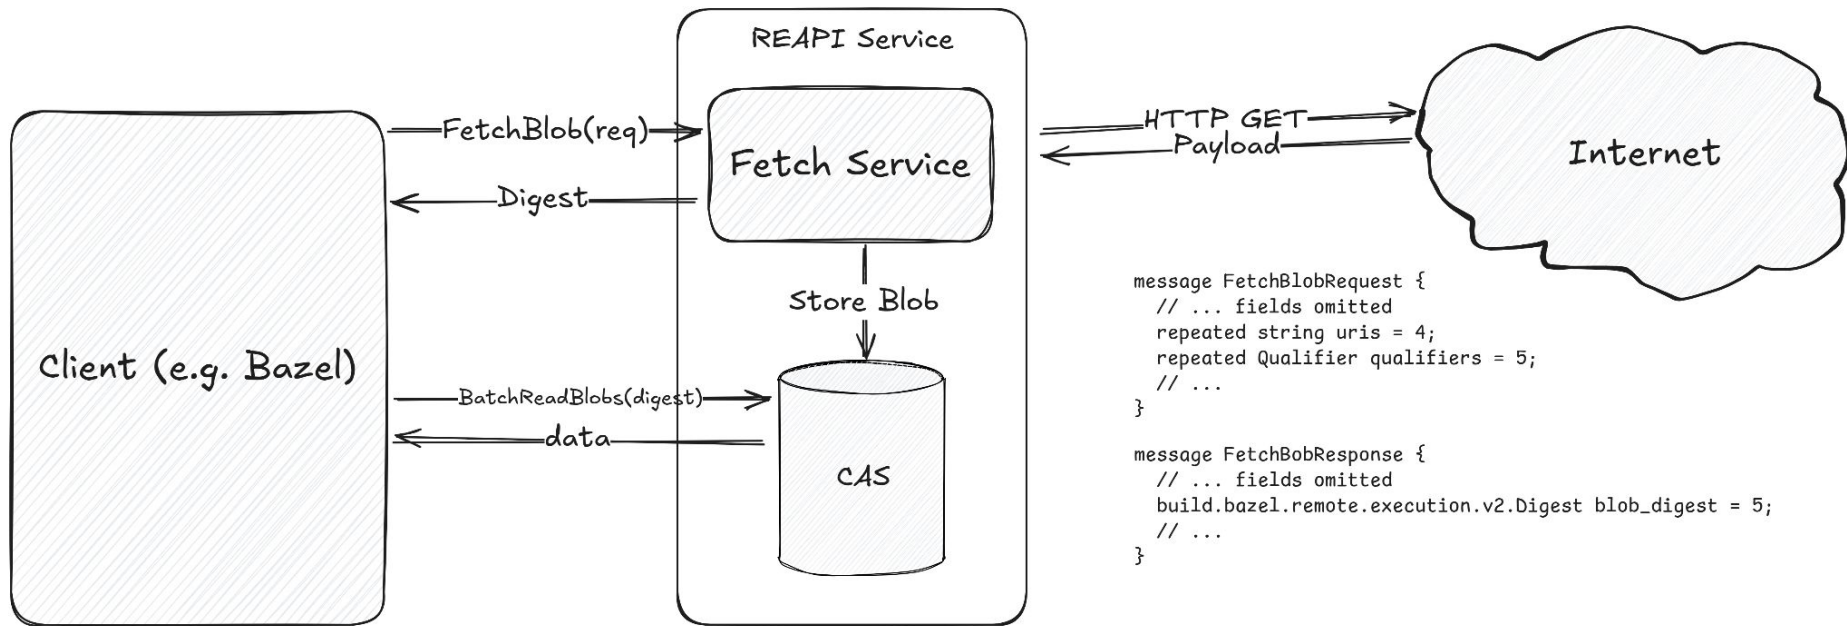 REAPI Service
Fetch Service
FetchBlob(req)
Digest
HTTP GET
Payload
Internet
Store Blob
Client (e.g. Bazel)
BatchReadBlobs(digest)
data
CAS
message FetchBlobRequest {
  // ... fields omitted
  repeated string uris = 4;
  repeated Qualifier qualifiers = 5;
  // ...
}
message FetchBobResponse {
  // ... fields omitted
  build.bazel.remote.execution.v2.Digest blob_digest = 5;
  // ...
}